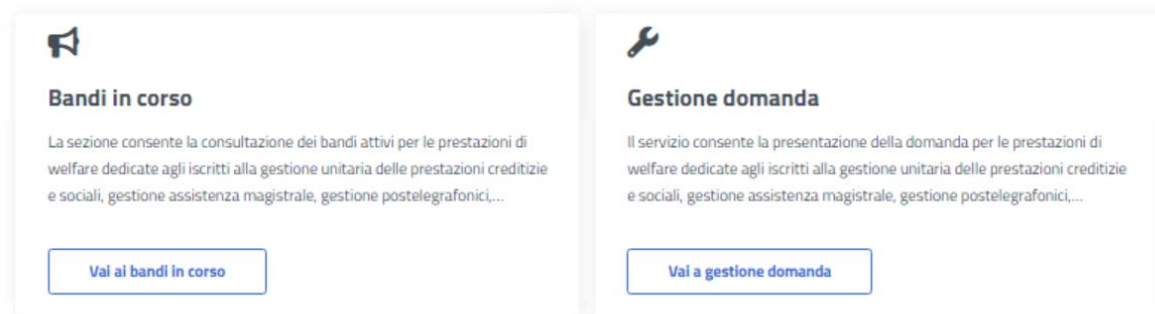 Bandi in corso
La sezione consente la consultazione dei bandi attivi per le prestazioni di
welfare dedicate agli iscritti alla gestione unitaria delle prestazioni creditizie
e sociali, gestione assistenza magistrale, gestione postelegrafonici,...
Vai ai bandi in corso
Gestione domanda
Il servizio consente la presentazione della domanda per le prestazioni di
welfare dedicate agli iscritti alla gestione unitaria delle prestazioni creditizie
e sociali, gestione assistenza magistrale, gestione postelegrafonici,...
Vai a gestione domanda